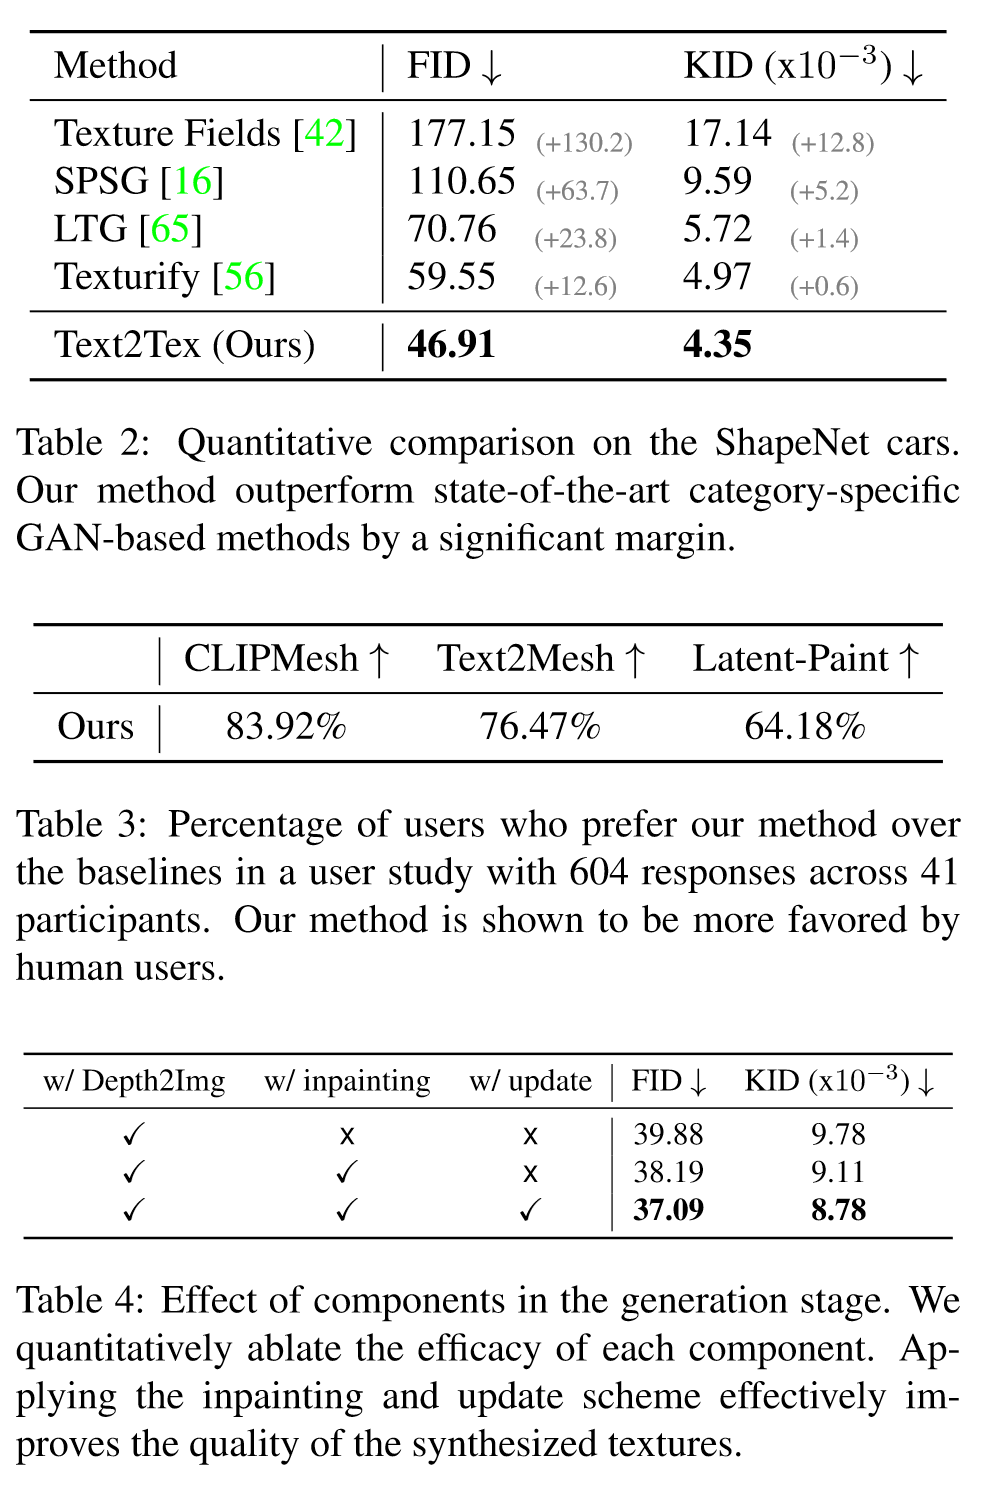 Method FID ↓ KID (x10⁻³) ↓
Texture Fields [42] 177.15 (+130.2) 17.14 (+12.8)
SPSG [16] 110.65 (+63.7) 9.59 (+5.2)
LTG [65] 70.76 (+23.8) 5.72 (+1.4)
Texturify [56] 59.55 (+12.6) 4.97 (+0.6)
Text2Tex (Ours) 46.91 4.35
Table 2: Quantitative comparison on the ShapeNet cars.
Our method outperform state-of-the-art category-specific
GAN-based methods by a significant margin.
CLIPMesh ↑ Text2Mesh ↑ Latent-Paint ↑
Ours 83.92% 76.47% 64.18%
Table 3: Percentage of users who prefer our method over
the baselines in a user study with 604 responses across 41
participants. Our method is shown to be more favored by
human users.
w/ Depth2Img w/ inpainting w/ update FID ↓ KID (x10⁻³) ↓
✓ x x 39.88 9.78
✓ ✓ x 38.19 9.11
✓ ✓ ✓ 37.09 8.78
Table 4: Effect of components in the generation stage. We
quantitatively ablate the efficacy of each component. Ap-
plying the inpainting and update scheme effectively im-
proves the quality of the synthesized textures.